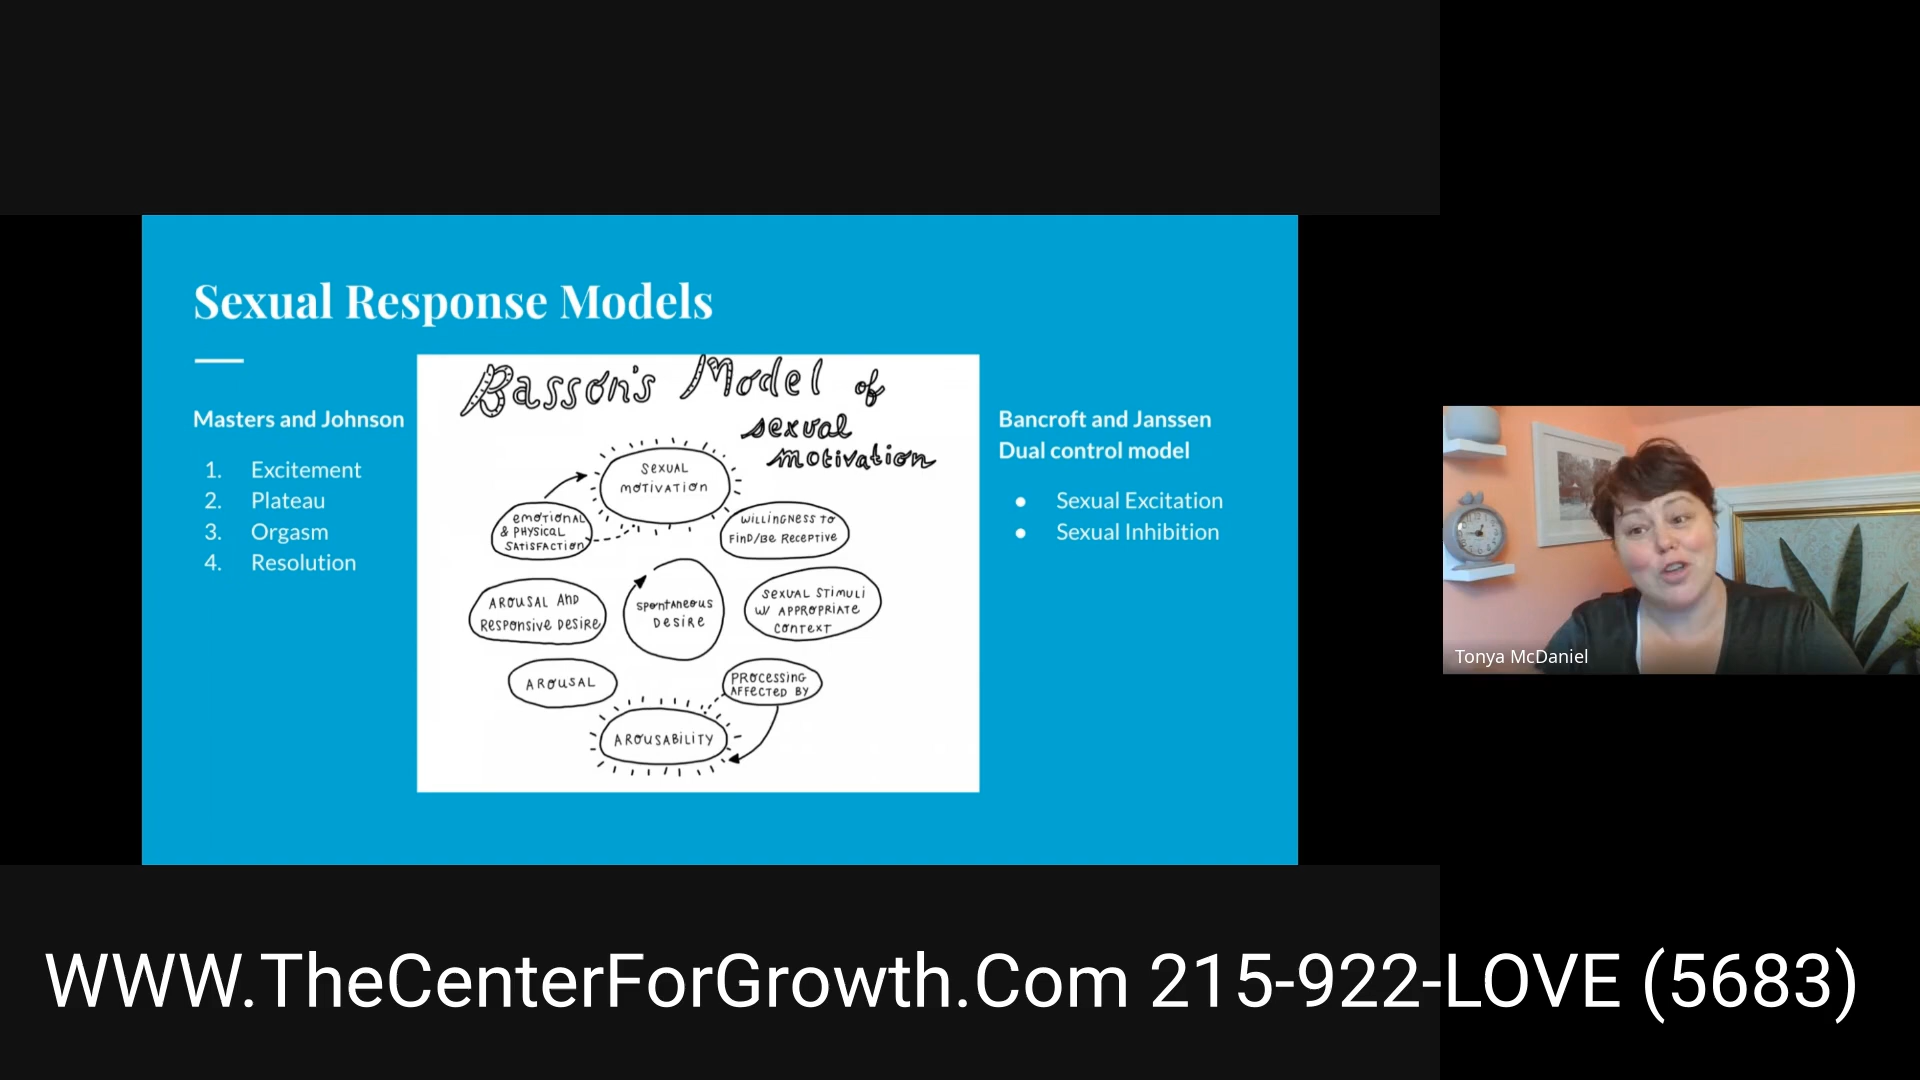 Sexual Response Models
Masters and Johnson
1. Excitement
2. Plateau
3. Orgasm
4. Resolution
Basson's Model of
sexual
motivation
SEXUAL
MOTIVATION
EMOTIONAL
& PHYSICAL
SATISFACTION
WILLINGNESS TO
FIND/BE RECEPTIVE
AROUSAL AND
RESPONSIVE DESIRE
SPONTANEOUS
DESIRE
SEXUAL STIMULI
W/ APPROPRIATE
CONTEXT
AROUSAL
PROCESSING
AFFECTED BY
AROUSABILITY
Bancroft and Janssen
Dual control model
● Sexual Excitation
● Sexual Inhibition
Tonya McDaniel
WWW.TheCenterForGrowth.Com 215-922-LOVE (5683)